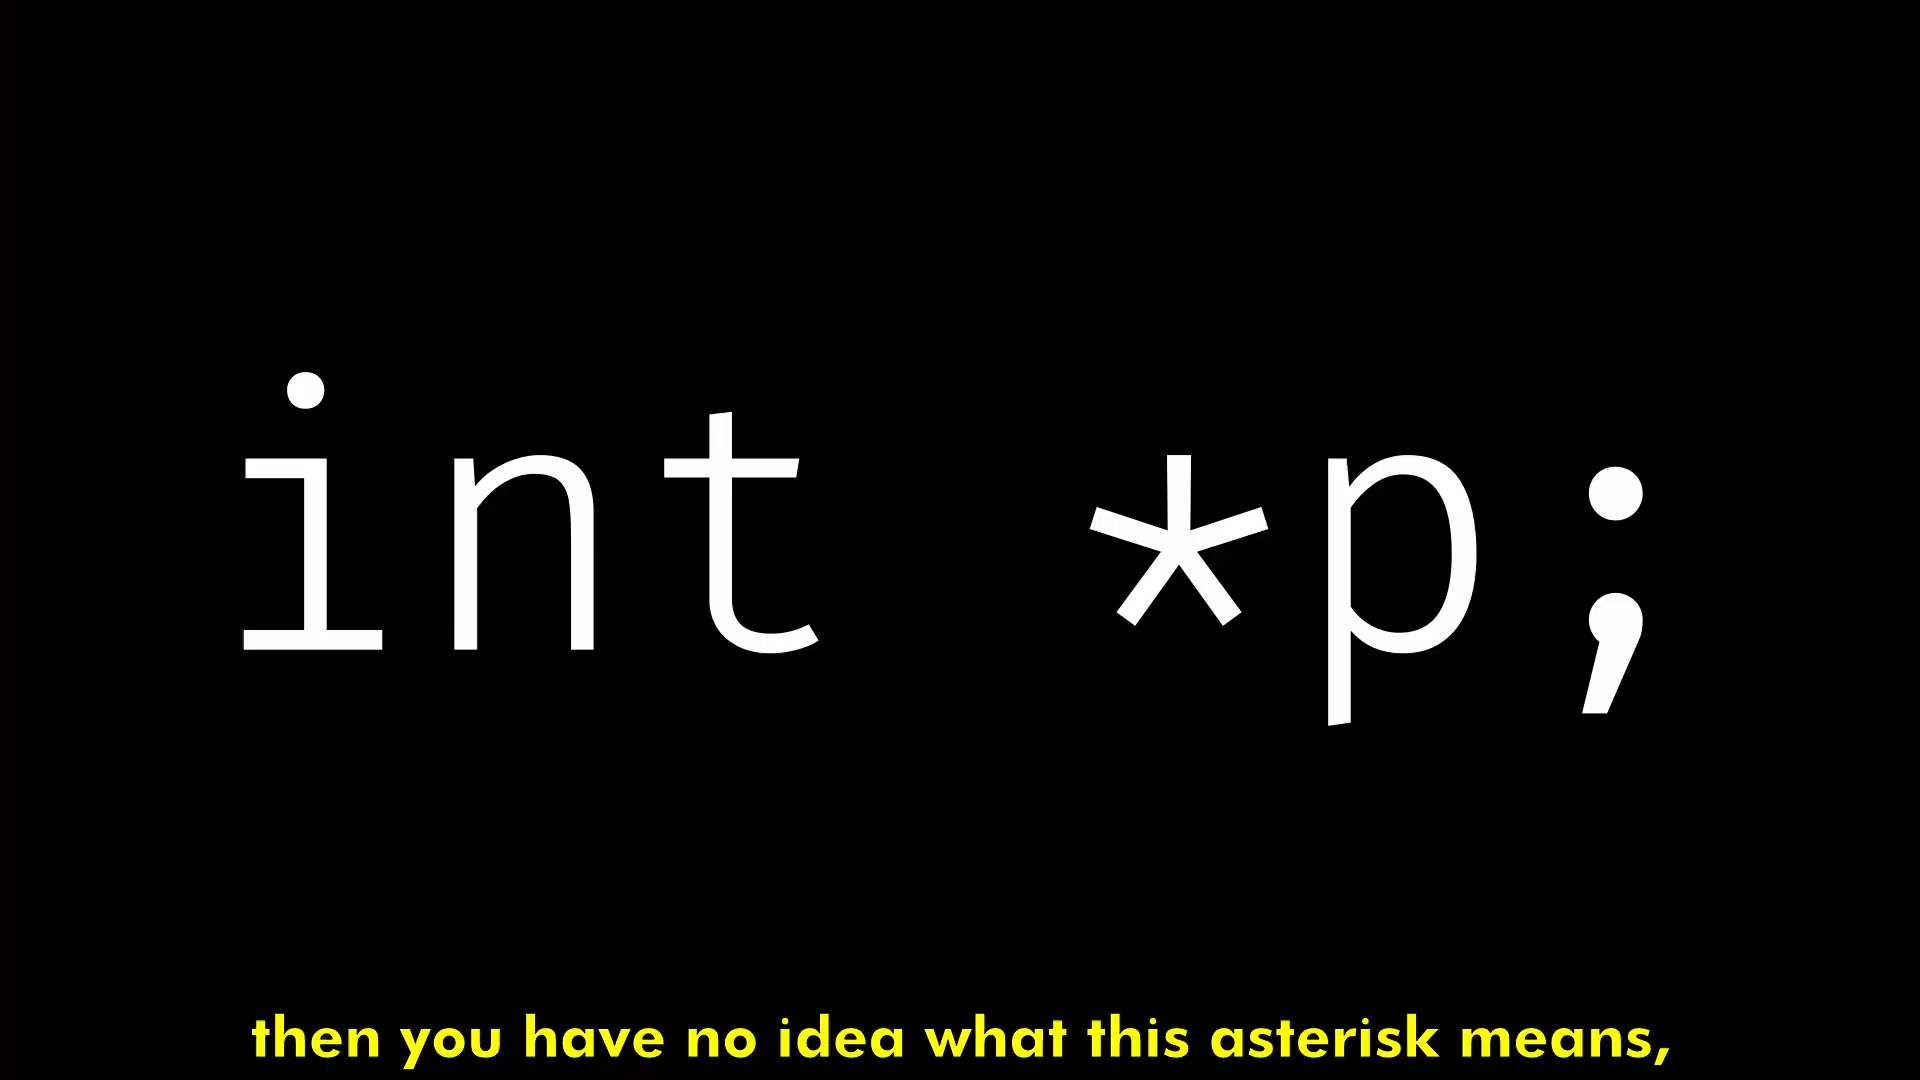 int *p;
then you have no idea what this asterisk means,